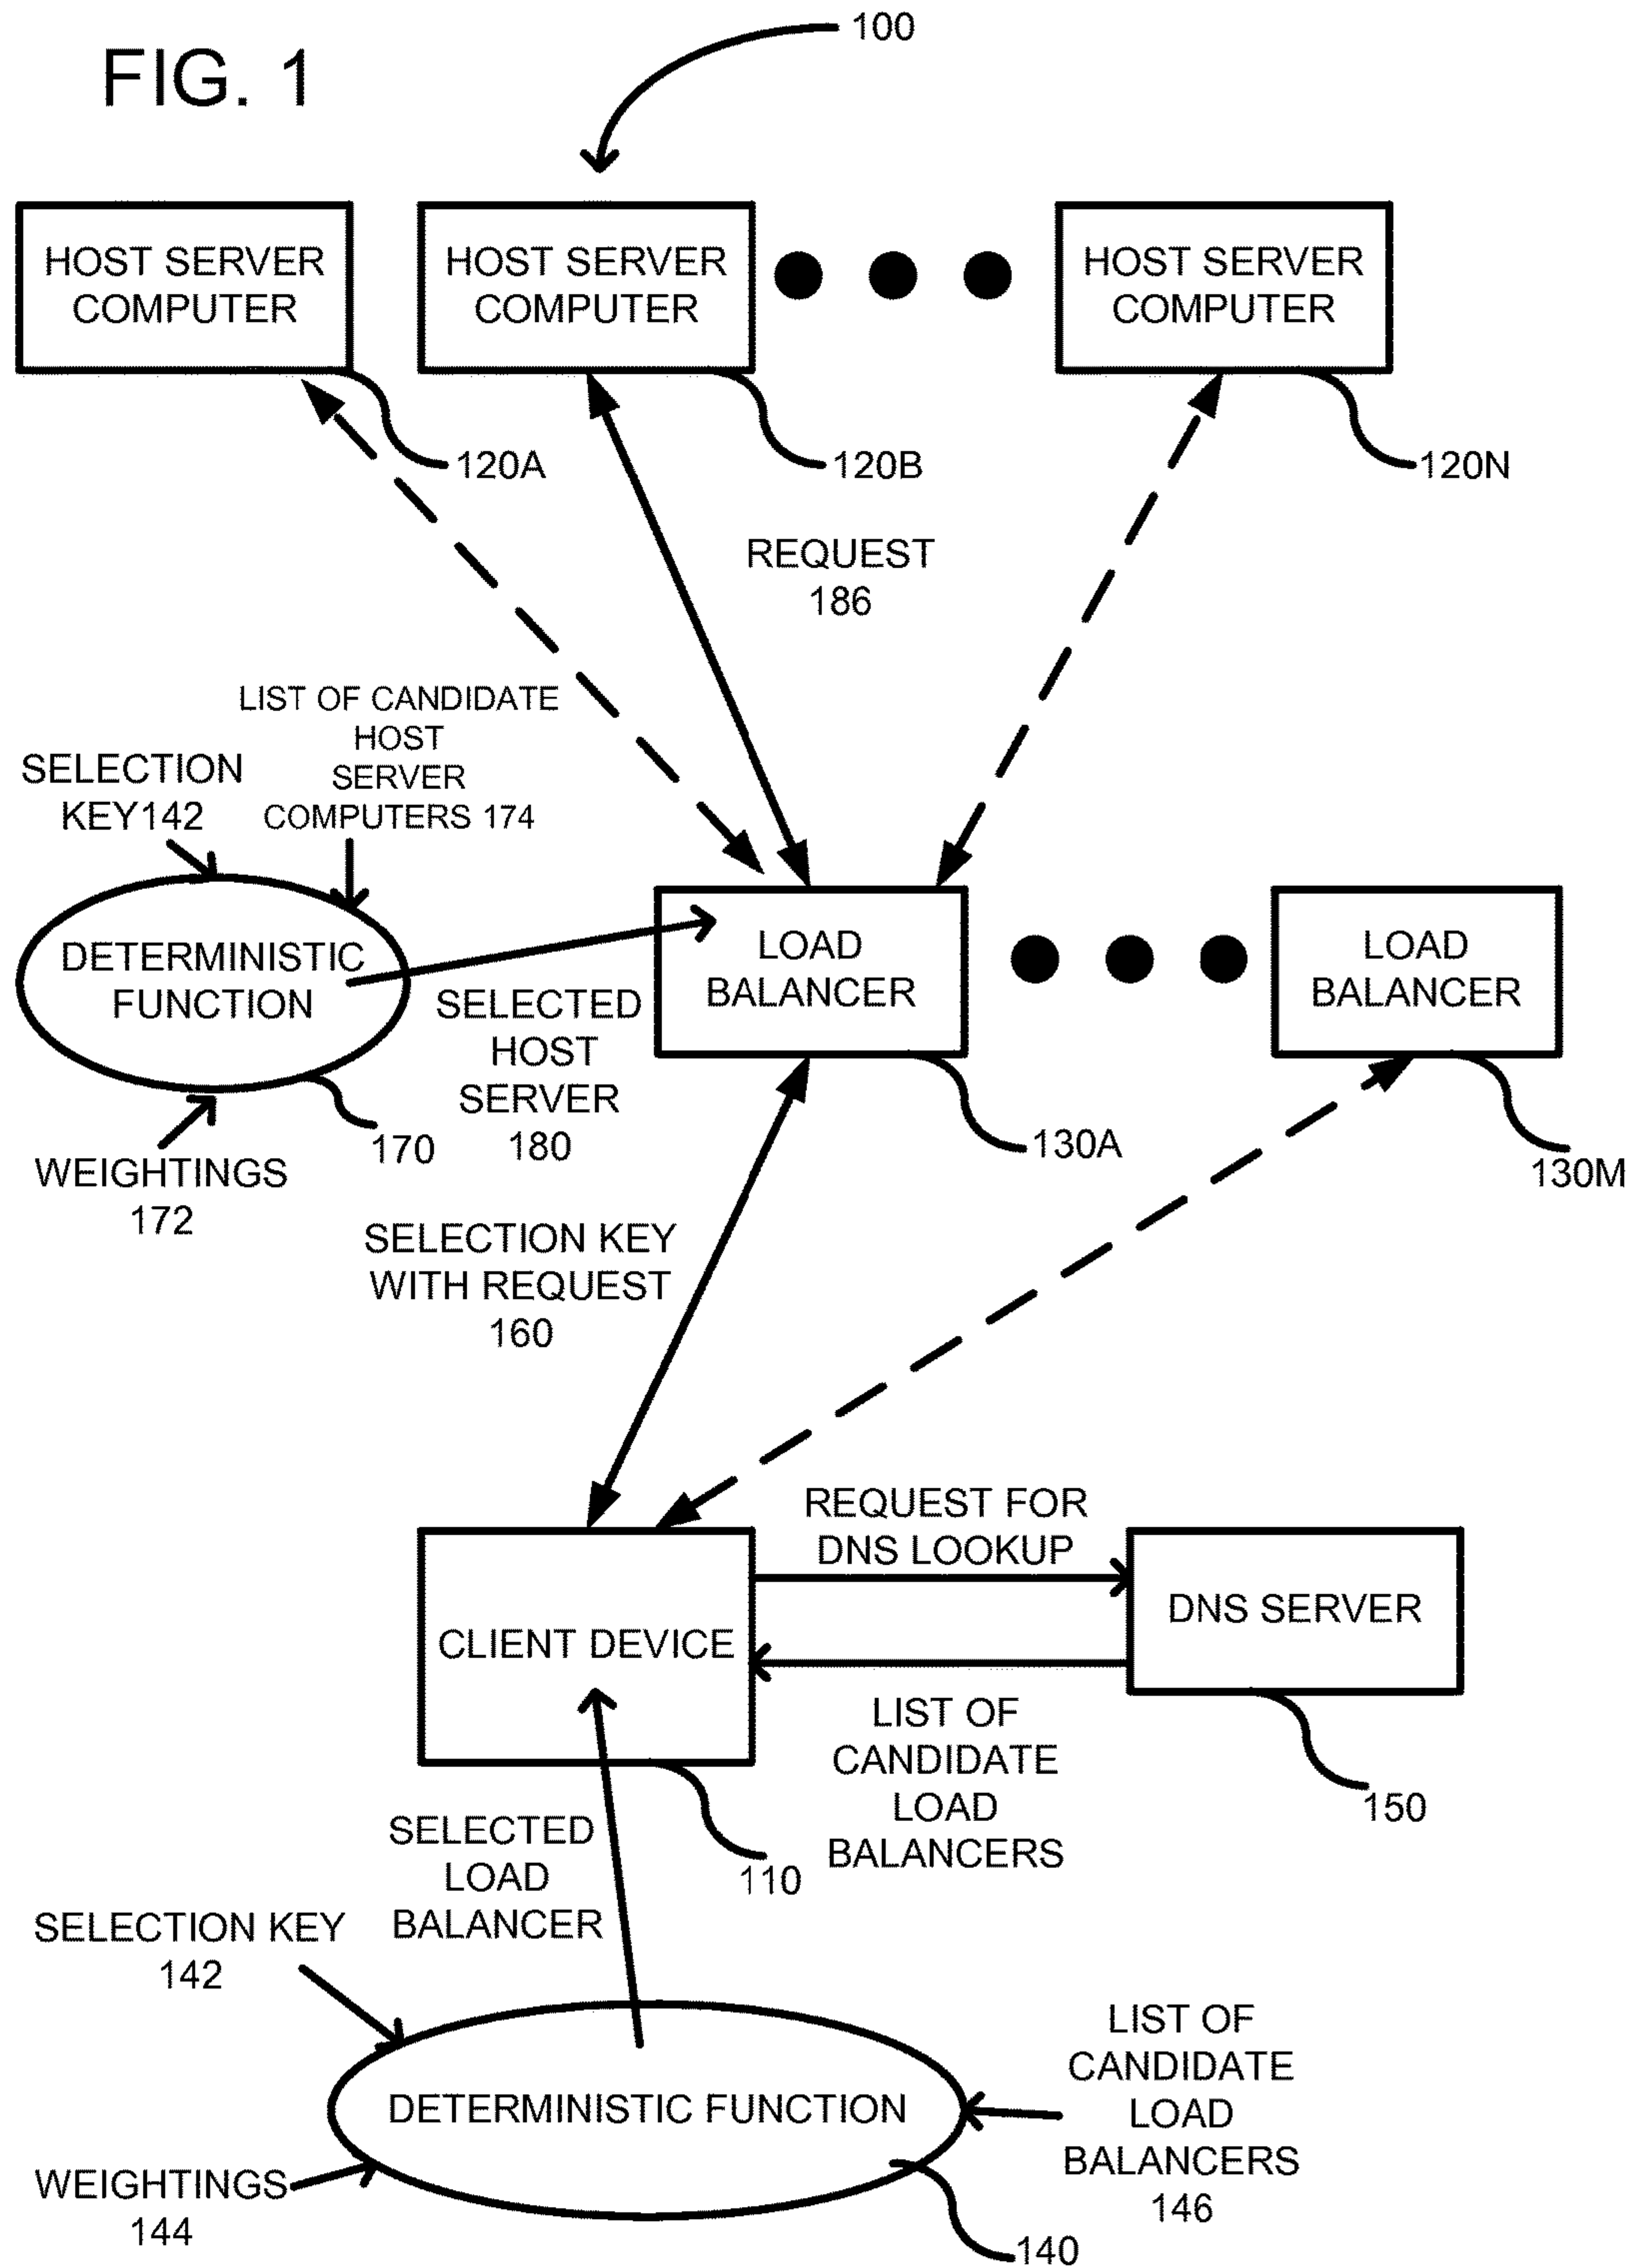 FIG. 1
100
HOST SERVER
COMPUTER
HOST SERVER
COMPUTER
HOST SERVER
COMPUTER
120A
120B
120N
REQUEST
186
LIST OF CANDIDATE
HOST
SERVER
COMPUTERS 174
SELECTION
KEY142
DETERMINISTIC
FUNCTION
SELECTED
HOST
SERVER
180
LOAD
BALANCER
LOAD
BALANCER
170
130A
130M
WEIGHTINGS
172
SELECTION KEY
WITH REQUEST
160
REQUEST FOR
DNS LOOKUP
CLIENT DEVICE
DNS SERVER
LIST OF
CANDIDATE
LOAD
BALANCERS
150
110
SELECTED
LOAD
BALANCER
SELECTION KEY
142
DETERMINISTIC FUNCTION
LIST OF
CANDIDATE
LOAD
BALANCERS
146
WEIGHTINGS
144
140